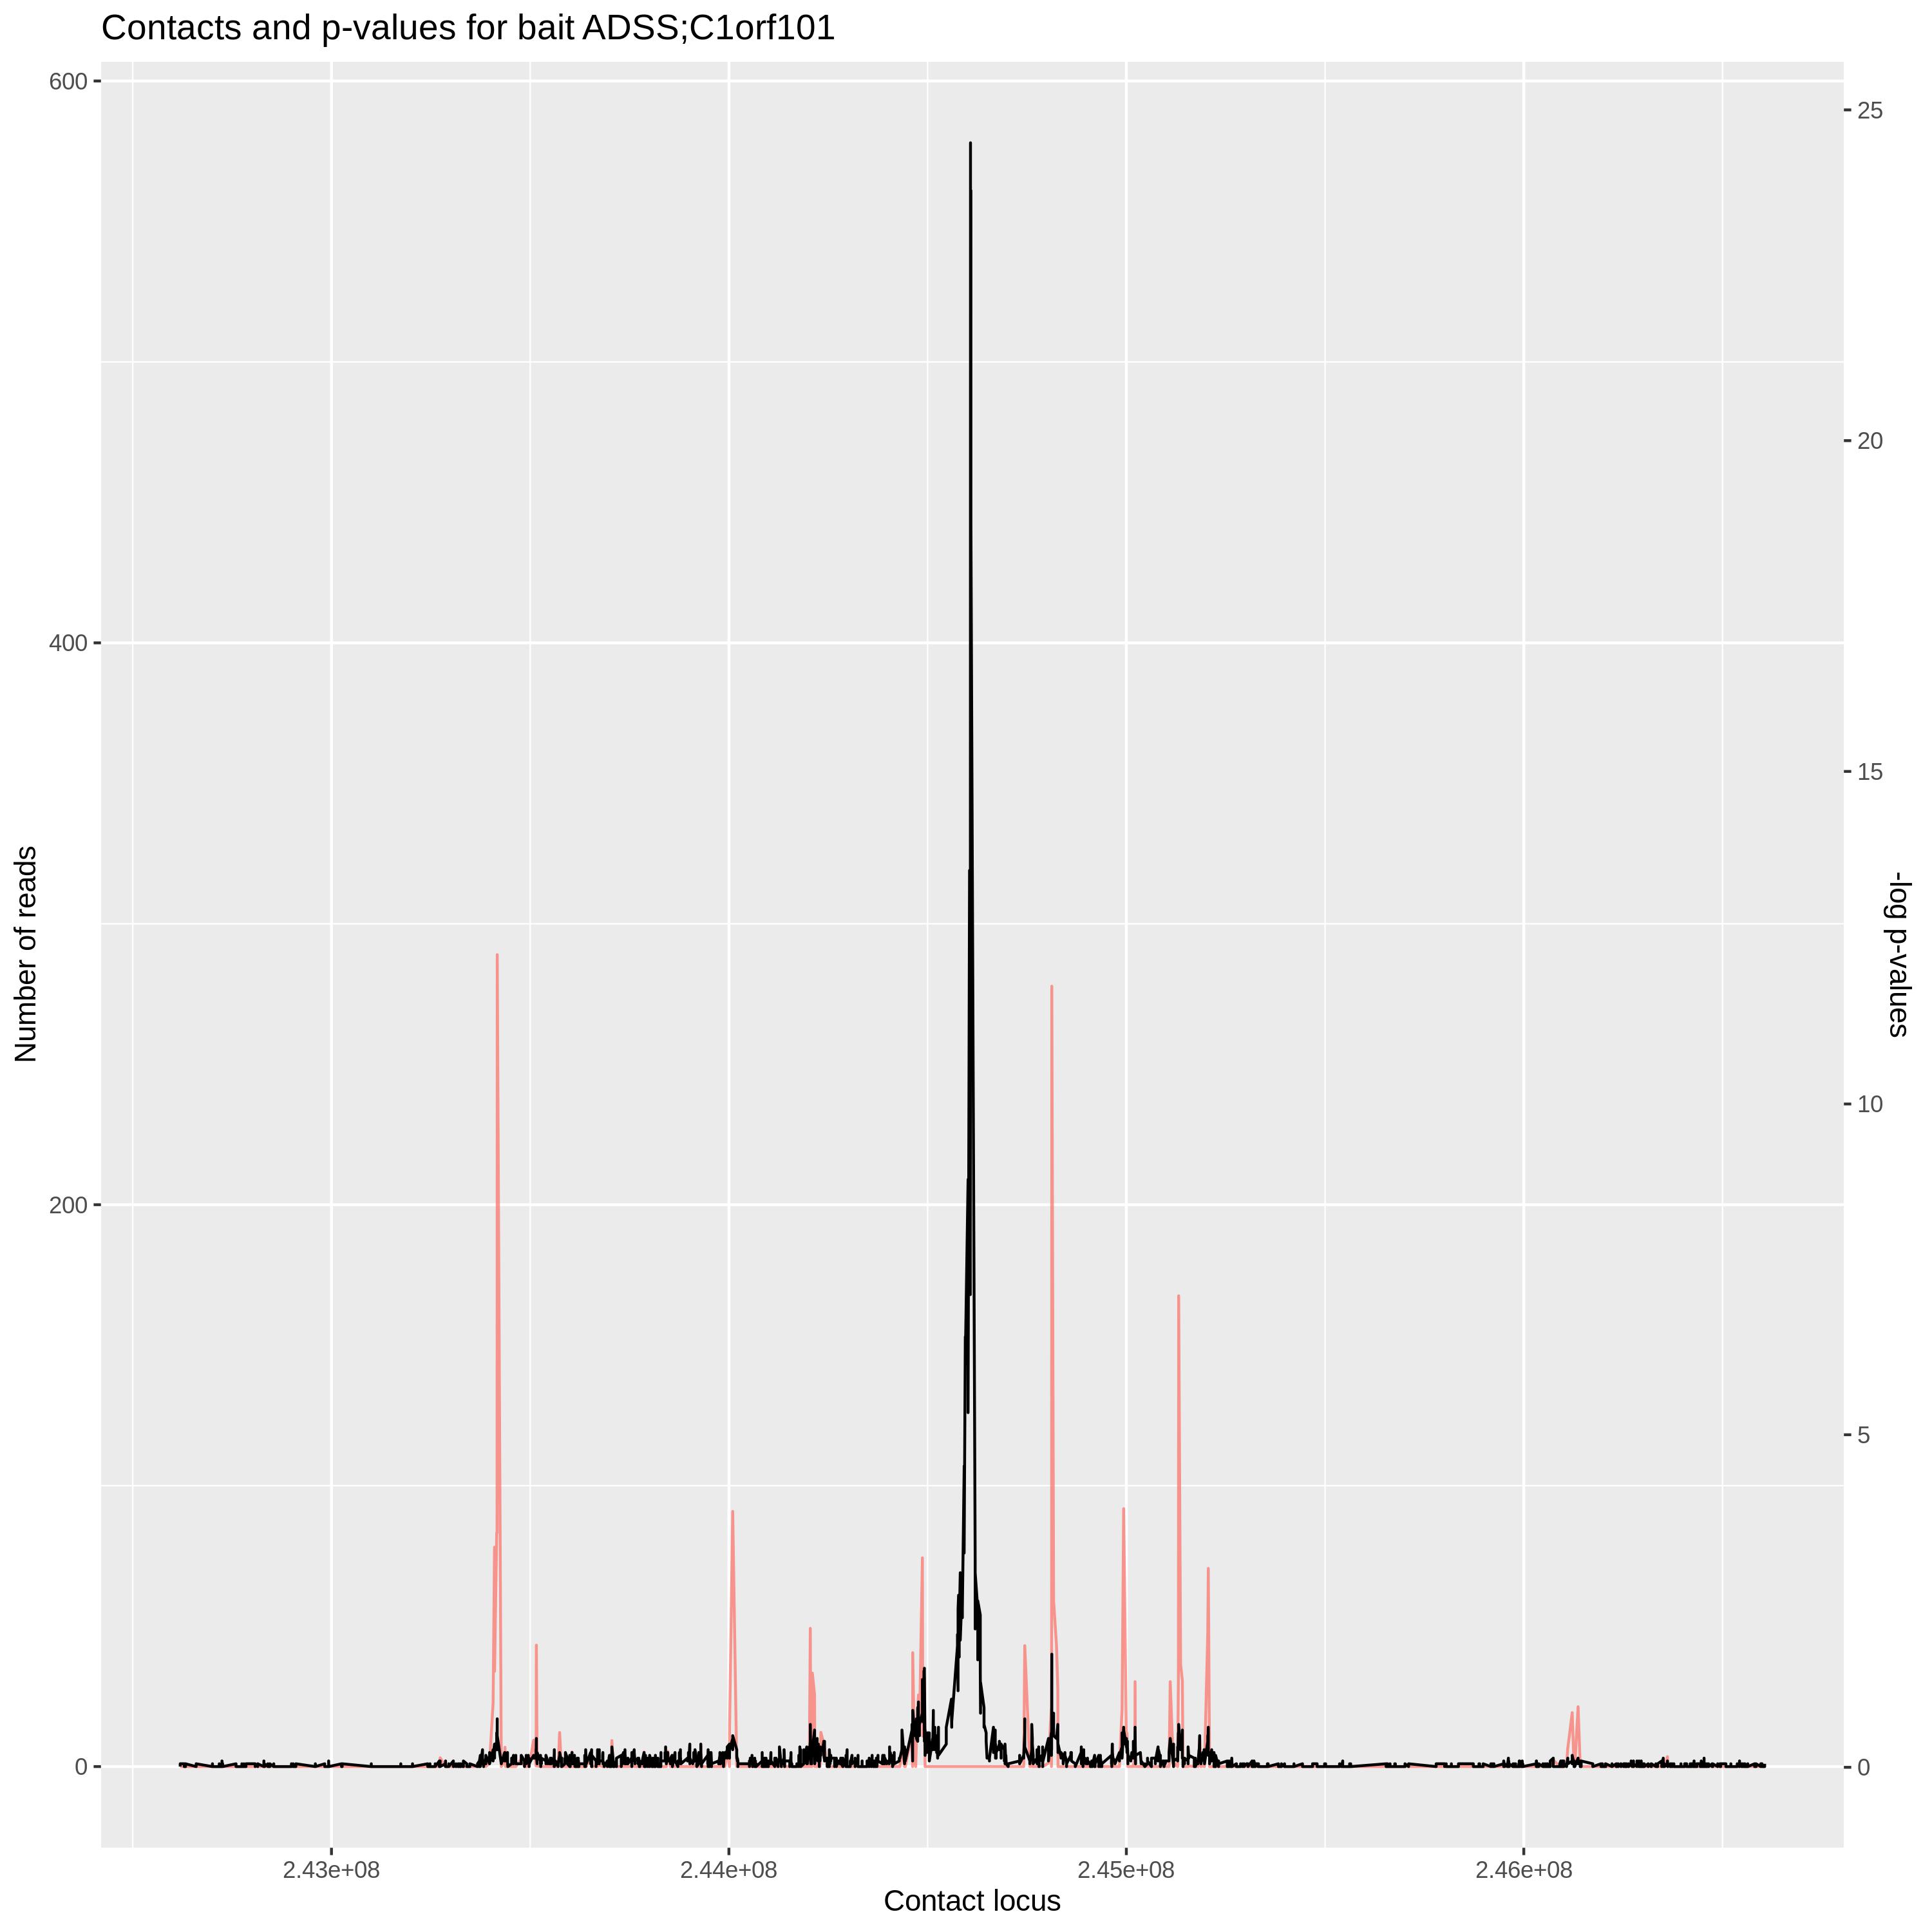 Contacts and p-values for bait ADSS;C1orf101
600
400
200
0
Number of reads
25
20
15
10
5
0
-log p-values
2.43e+08
2.44e+08
2.45e+08
2.46e+08
Contact locus